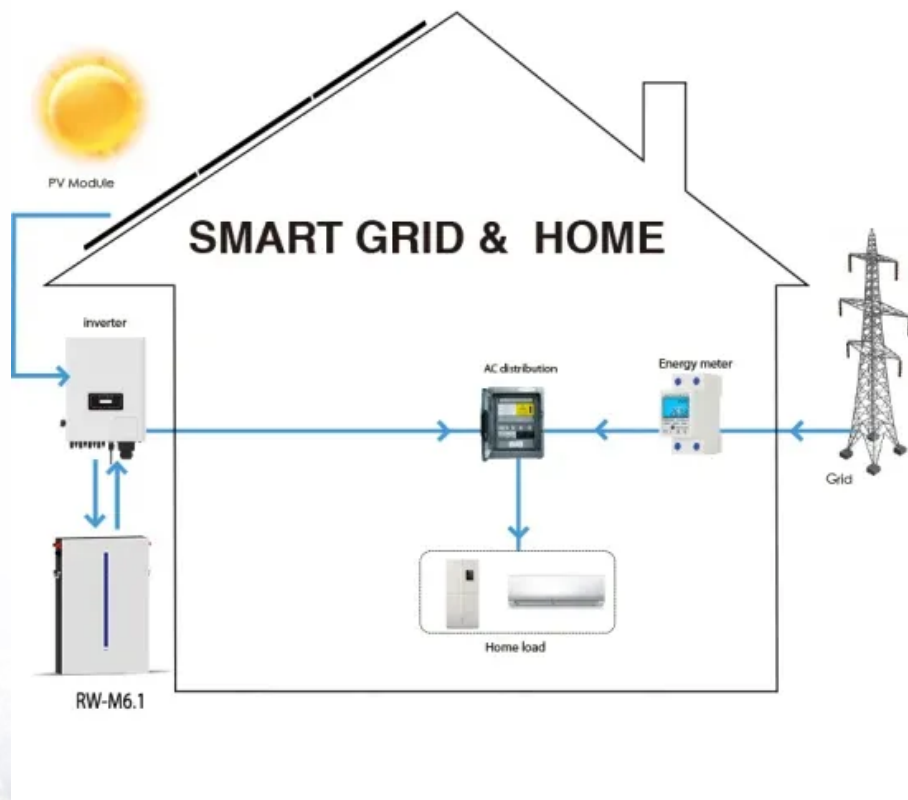 PV Module
SMART GRID & HOME
inverter
AC distribution
Energy meter
Grid
Home load
RW-M6.1